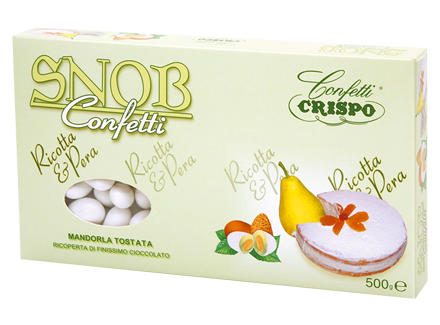 SNOB
Confetti
Confetti®
CRISPO
Ricotta
& Pera
Ricotta
& Pera
Ricotta
& Pera
Ricotta
& Pera
MANDORLA TOSTATA
RICOPERTA DI FINISSIMO CIOCCOLATO
500g e